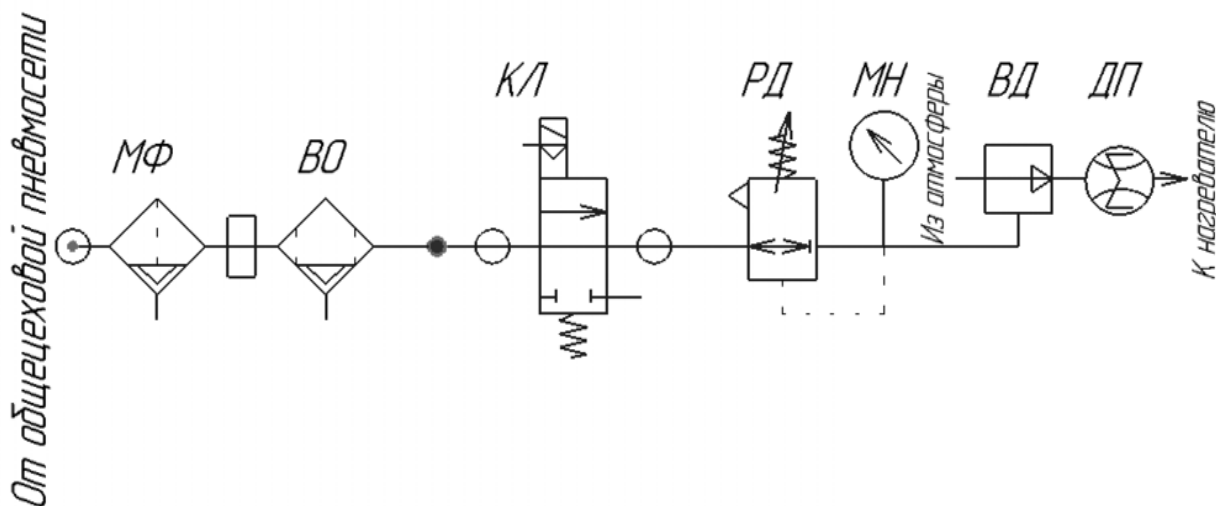 От общецеховой пневмосети
МФ
ВО
КЛ
РД
МН
Из атмосферы
ВД
ДП
К нагревателю